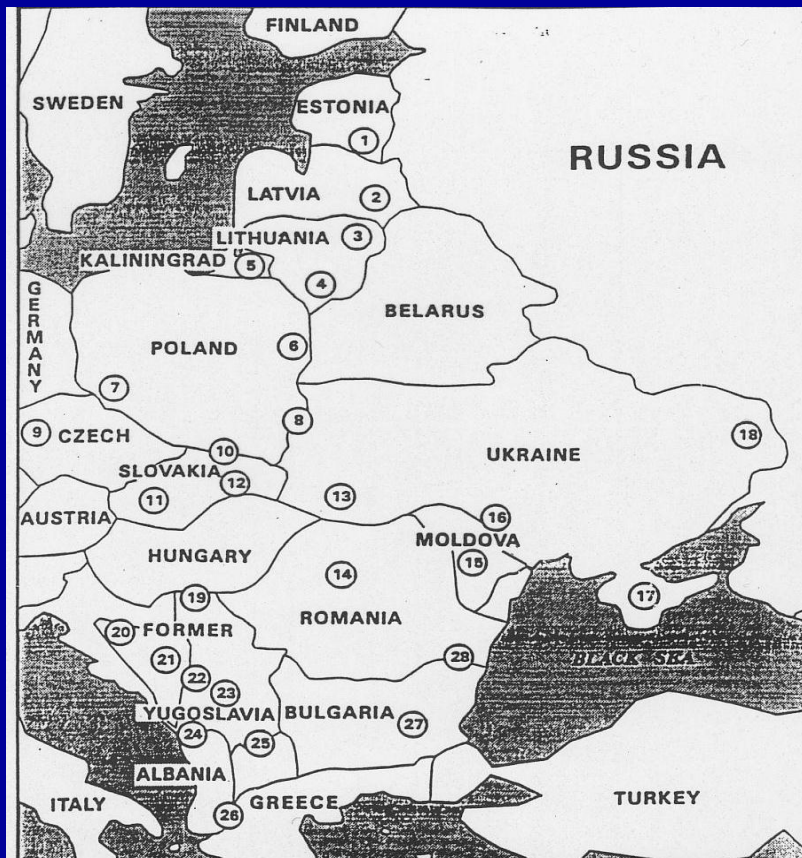 FINLAND
SWEDEN
ESTONIA
1
RUSSIA
LATVIA
2
LITHUANIA
3
KALININGRAD
5
4
GERMANY
BELARUS
POLAND
6
7
8
9
CZECH
10
18
UKRAINE
SLOVAKIA
12
11
13
AUSTRIA
16
MOLDOVA
HUNGARY
15
14
17
19
ROMANIA
20
FORMER
21
28
BLACK SEA
22
23
YUGOSLAVIA
BULGARIA
27
24
25
ALBANIA
ITALY
GREECE
TURKEY
26